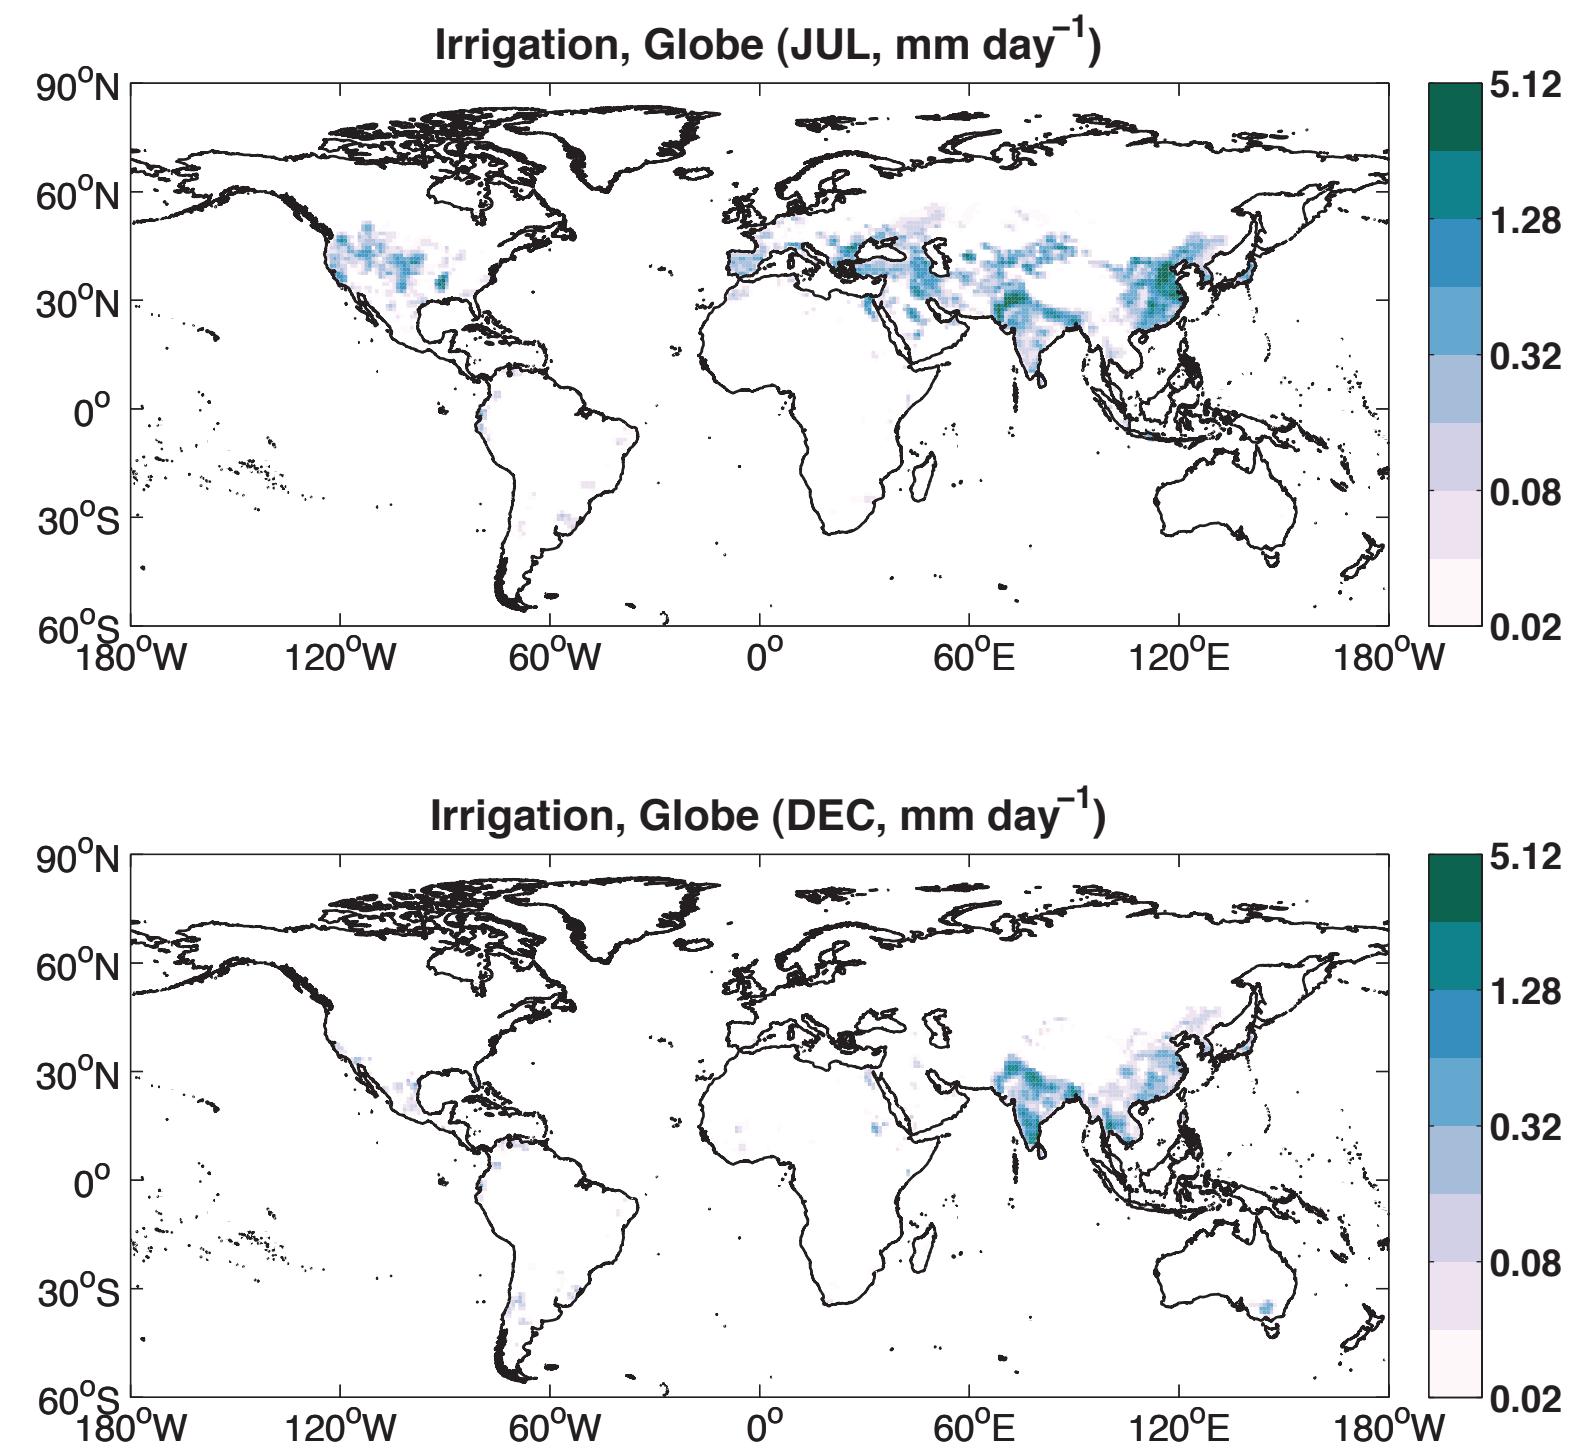 Irrigation, Globe (JUL, mm day⁻¹)
90°N
60°N
30°N
0°
30°S
60°S
180°W 120°W 60°W 0° 60°E 120°E 180°W
5.12
1.28
0.32
0.08
0.02
Irrigation, Globe (DEC, mm day⁻¹)
90°N
60°N
30°N
0°
30°S
60°S
180°W 120°W 60°W 0° 60°E 120°E 180°W
5.12
1.28
0.32
0.08
0.02